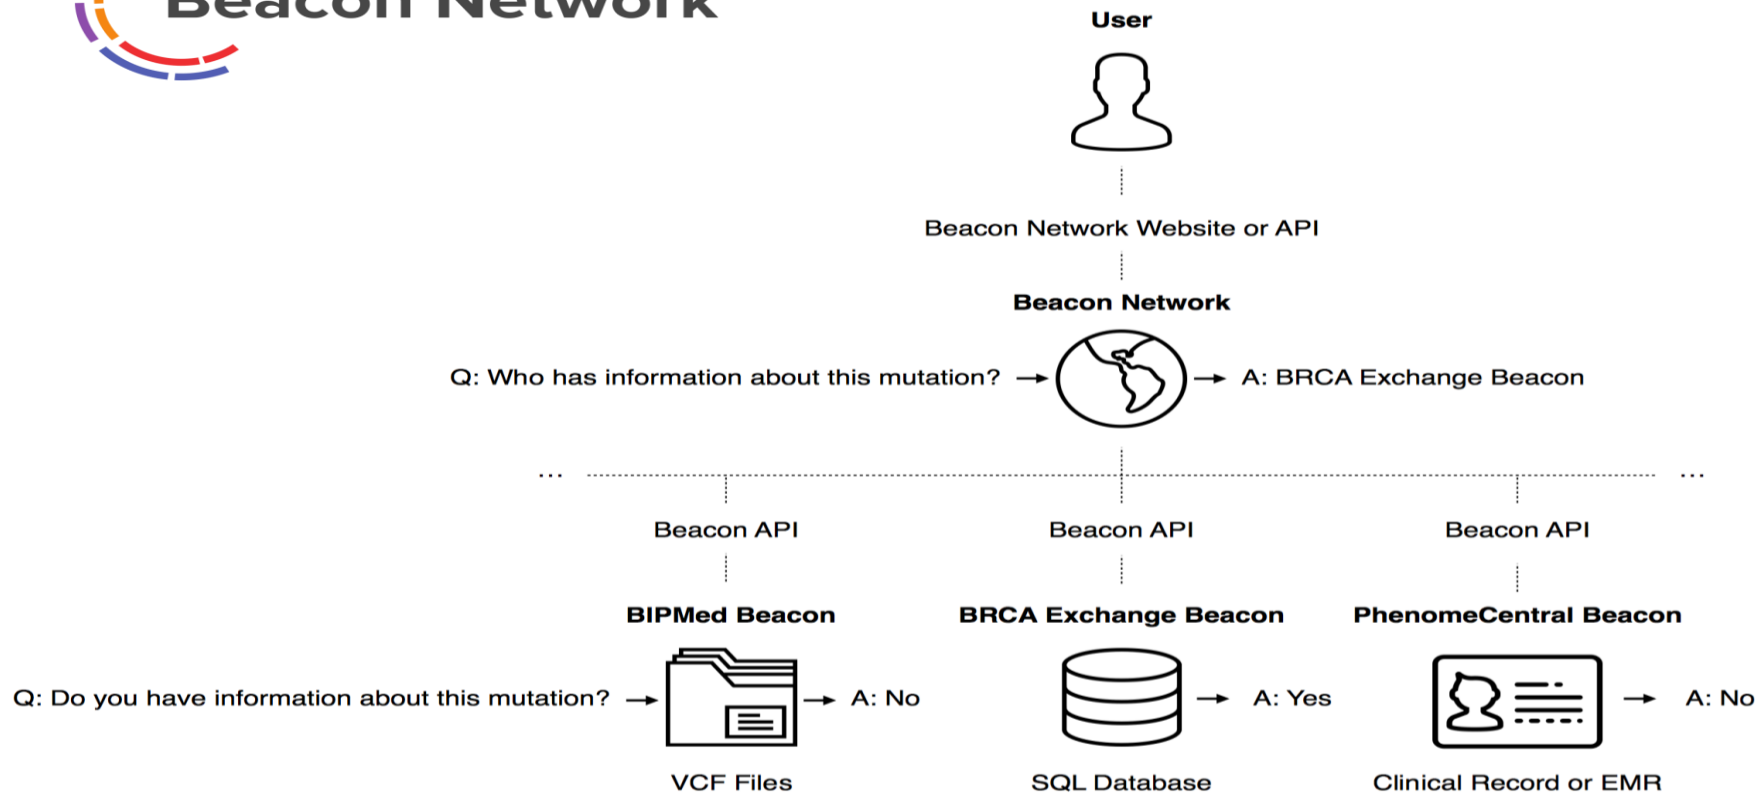 Beacon Network
User
Beacon Network Website or API
Beacon Network
Q: Who has information about this mutation?
A: BRCA Exchange Beacon
... ...
Beacon API
Beacon API
Beacon API
BIPMed Beacon
BRCA Exchange Beacon
PhenomeCentral Beacon
Q: Do you have information about this mutation?
A: No
A: Yes
A: No
VCF Files
SQL Database
Clinical Record or EMR